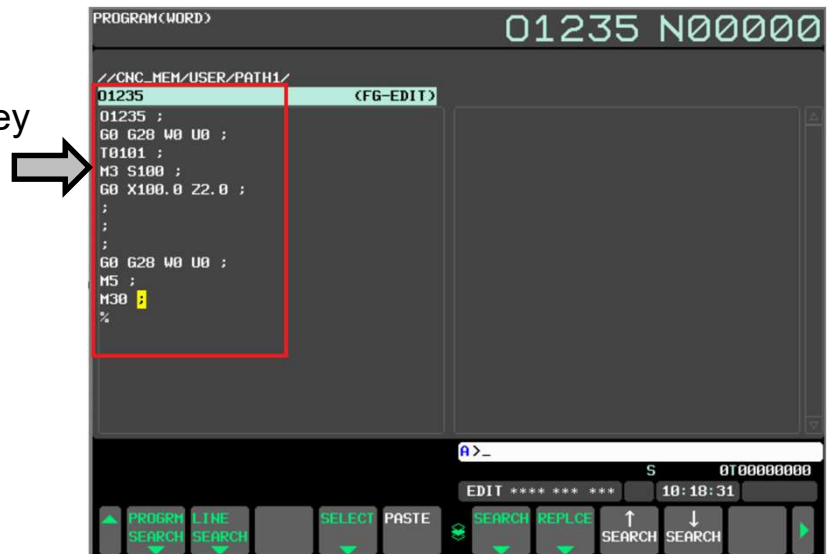 PROGRAM(WORD)
O1235 N00000
//CNC_MEM/USER/PATH1/
O1235 (FG-EDIT)
O1235 ;
G0 G28 W0 U0 ;
T0101 ;
M3 S100 ;
G0 X100.0 Z2.0 ;
;
;
;
G0 G28 W0 U0 ;
M5 ;
M30 ;
%
ey
A>_
S 0T00000000
EDIT **** *** *** 10:18:31
PROGRM SEARCH
LINE SEARCH
SELECT
PASTE
SEARCH
REPLCE
↑ SEARCH
↓ SEARCH